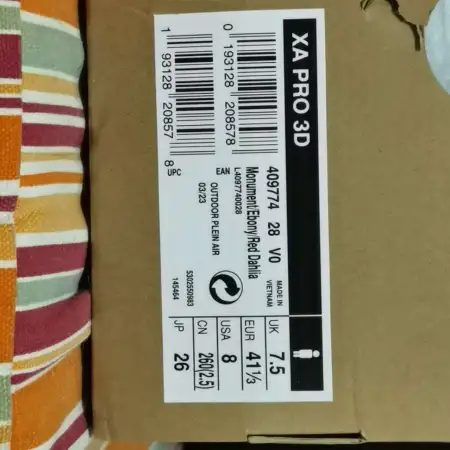 XA PRO 3D
409774 28 V0
Monument/Ebony/Red Dahlia
L4097740028
OUTDOOR PLEIN AIR
03/23
MADE IN
VIETNAM
5302550983
145464
0 193128 208578
EAN
1 93128 20857 8
UPC
UK 7.5
EUR 41⅓
USA 8
CN 260(2.5)
JP 26